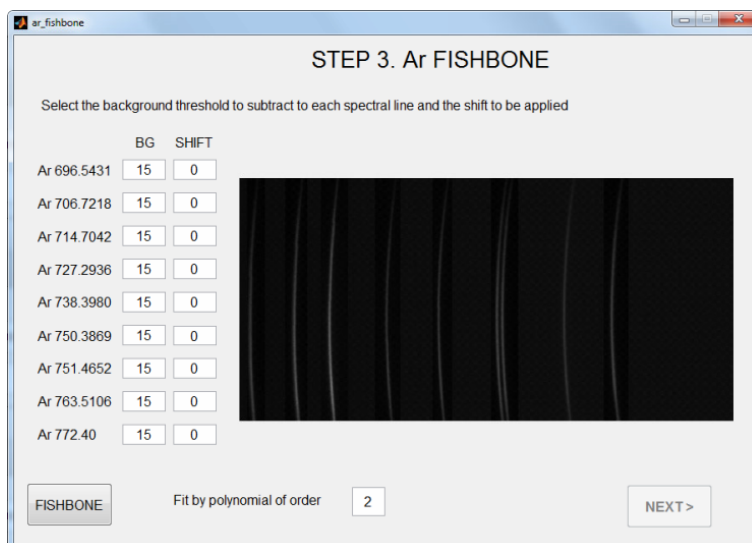 ar_fishbone
STEP 3. Ar FISHBONE
Select the background threshold to subtract to each spectral line and the shift to be applied
BG SHIFT
Ar 696.5431 15 0
Ar 706.7218 15 0
Ar 714.7042 15 0
Ar 727.2936 15 0
Ar 738.3980 15 0
Ar 750.3869 15 0
Ar 751.4652 15 0
Ar 763.5106 15 0
Ar 772.40 15 0
FISHBONE Fit by polynomial of order 2 NEXT >